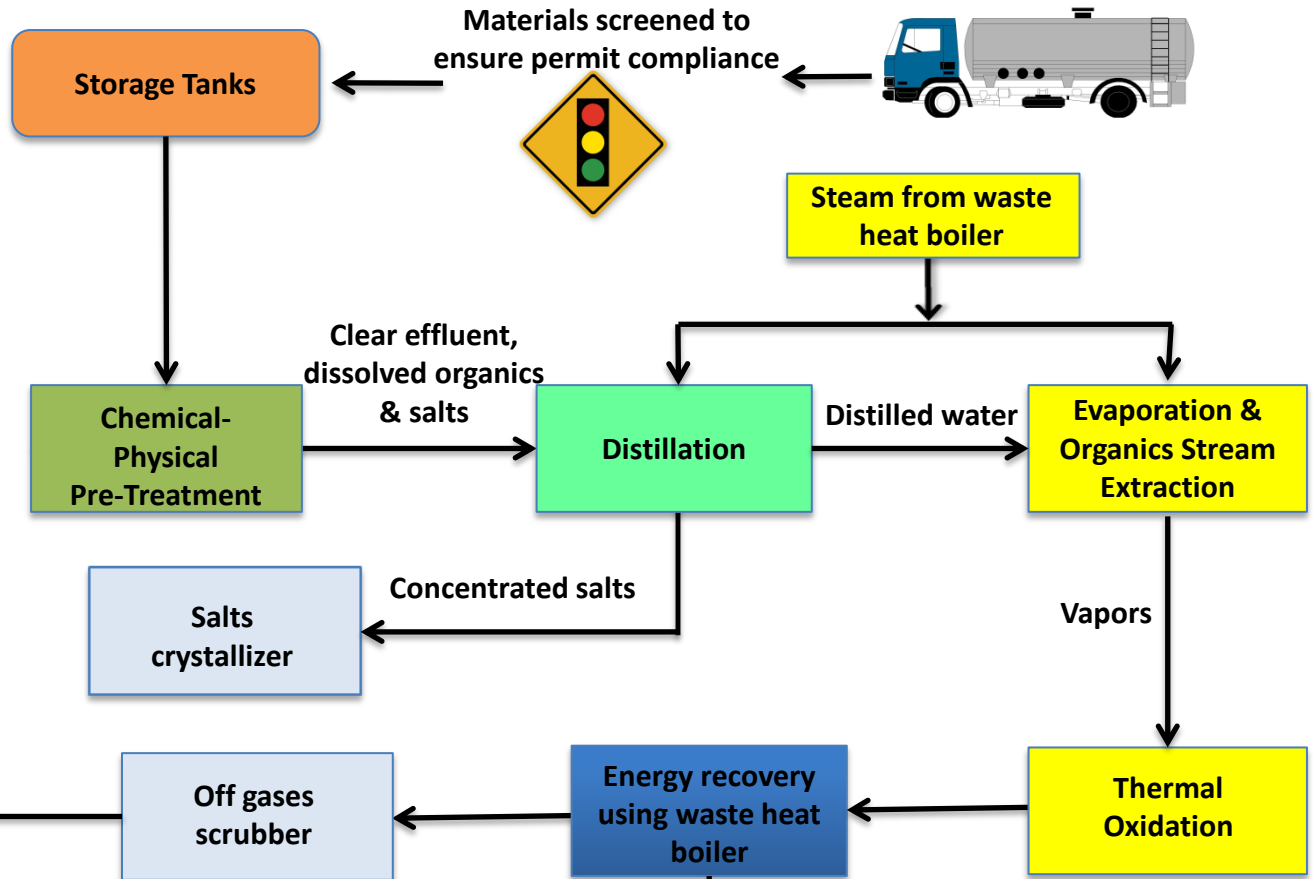 Materials screened to
ensure permit compliance
Storage Tanks
Steam from waste
heat boiler
Clear effluent,
dissolved organics
& salts
Chemical-
Physical
Pre-Treatment
Distillation
Distilled water
Evaporation &
Organics Stream
Extraction
Concentrated salts
Salts
crystallizer
Vapors
Off gases
scrubber
Energy recovery
using waste heat
boiler
Thermal
Oxidation